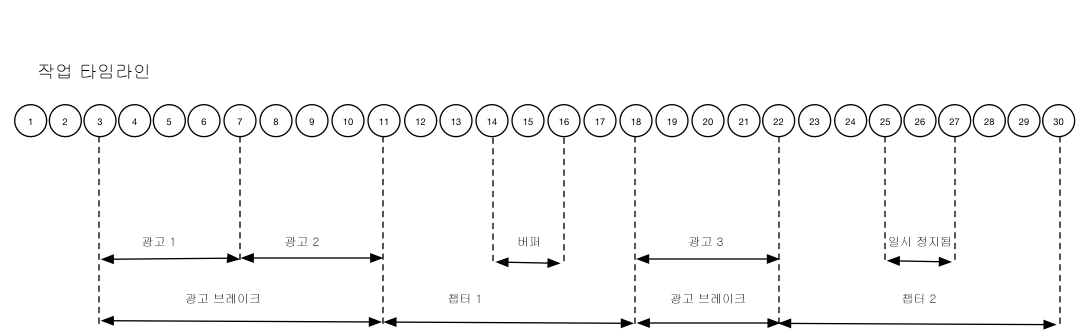 작업 타임라인
1 2 3 4 5 6 7 8 9 10 11 12 13 14 15 16 17 18 19 20 21 22 23 24 25 26 27 28 29 30
광고 1 광고 2 버퍼 광고 3 일시 정지됨
광고 브레이크 챕터 1 광고 브레이크 챕터 2